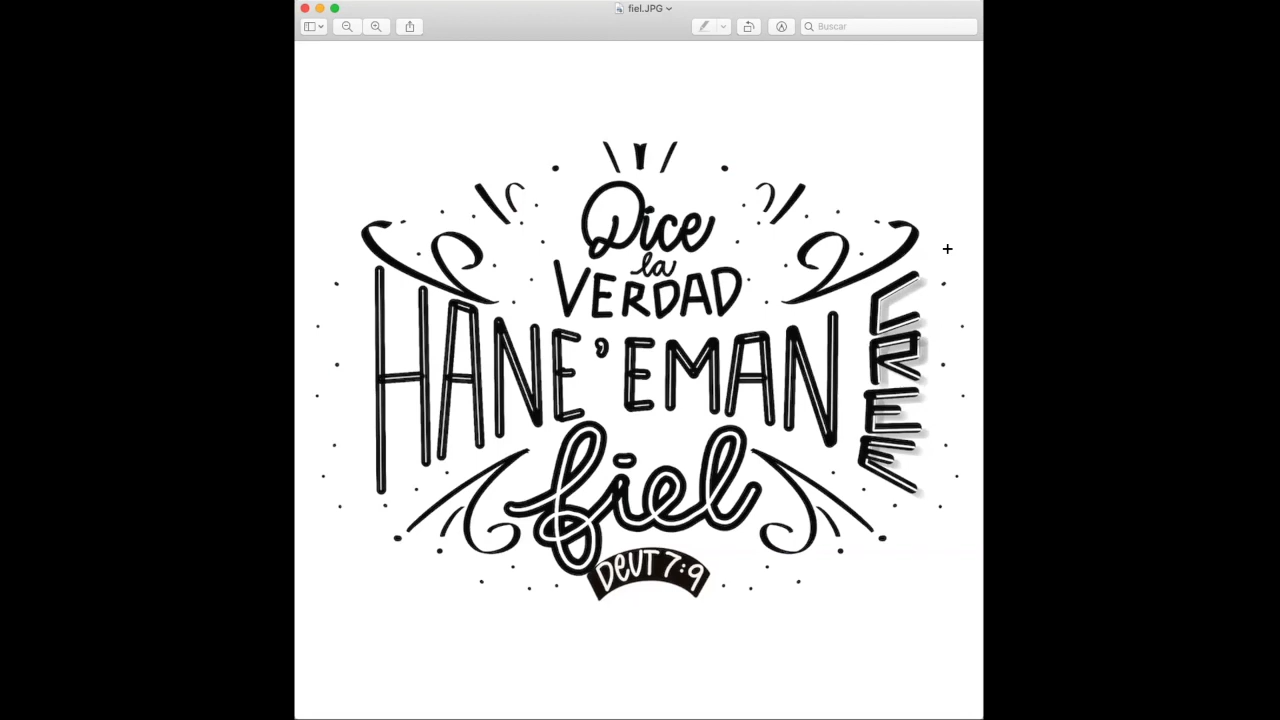 fiel.JPG
Buscar
Dice
la
VERDAD
HANE’EMAN
CREE
fiel
DEUT 7:9